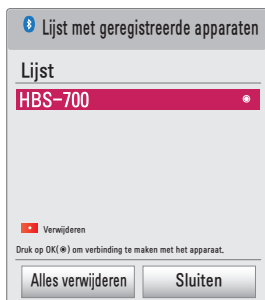 Lijst met geregistreerde apparaten
Lijst
HBS-700
Verwijderen
Druk op OK(◉) om verbinding te maken met het apparaat.
Alles verwijderen
Sluiten